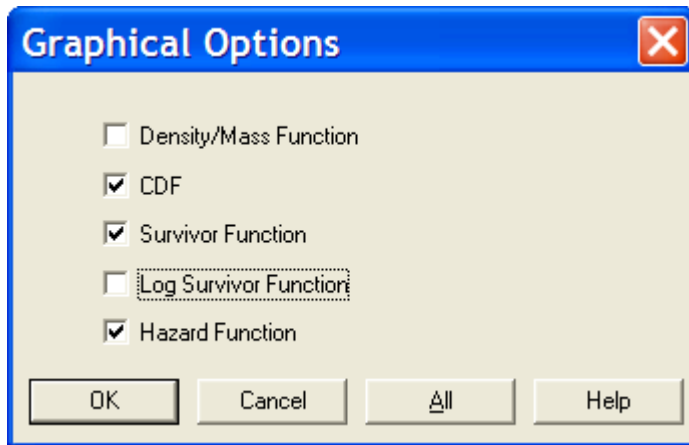 Graphical Options
Density/Mass Function
CDF
Survivor Function
Log Survivor Function
Hazard Function
OK Cancel All Help